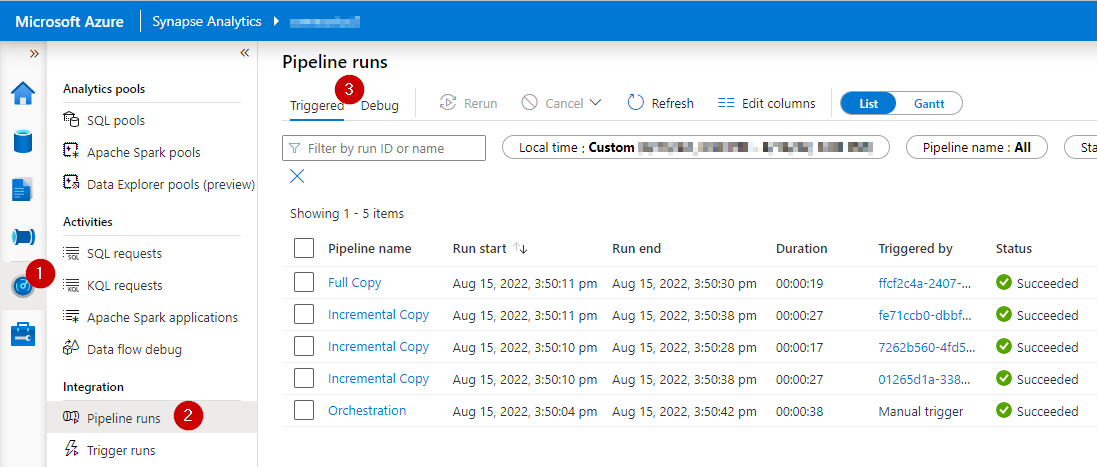 Microsoft Azure Synapse Analytics
» «
Analytics pools
SQL pools
Apache Spark pools
Data Explorer pools (preview)
Activities
SQL requests
KQL requests
Apache Spark applications
Data flow debug
Integration
Pipeline runs
Trigger runs
1
2
Pipeline runs
3
Triggered Debug Rerun Cancel Refresh Edit columns List Gantt
Filter by run ID or name Local time : Custom Pipeline name : All Sta
Showing 1 - 5 items
Pipeline name Run start ↑↓ Run end Duration Triggered by Status
Full Copy Aug 15, 2022, 3:50:11 pm Aug 15, 2022, 3:50:30 pm 00:00:19 ffcf2c4a-2407-... Succeeded
Incremental Copy Aug 15, 2022, 3:50:11 pm Aug 15, 2022, 3:50:38 pm 00:00:27 fe71ccb0-dbbf... Succeeded
Incremental Copy Aug 15, 2022, 3:50:10 pm Aug 15, 2022, 3:50:28 pm 00:00:17 7262b560-4fd5... Succeeded
Incremental Copy Aug 15, 2022, 3:50:10 pm Aug 15, 2022, 3:50:38 pm 00:00:27 01265d1a-338... Succeeded
Orchestration Aug 15, 2022, 3:50:04 pm Aug 15, 2022, 3:50:42 pm 00:00:38 Manual trigger Succeeded